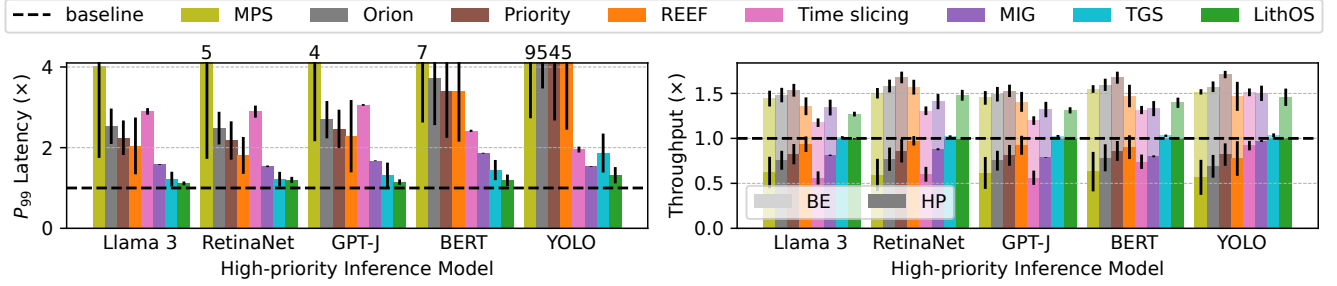 baseline MPS Orion Priority REEF Time slicing MIG TGS LithOS
5 4 7 9545
P99 Latency (×)
4
2
0
Llama 3 RetinaNet GPT-J BERT YOLO
High-priority Inference Model
Throughput (×)
1.5
1.0
0.5
0.0
BE HP
Llama 3 RetinaNet GPT-J BERT YOLO
High-priority Inference Model